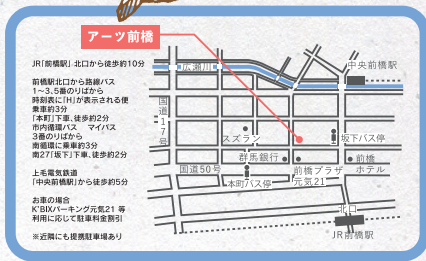 アーツ前橋
JR「前橋駅」北口から徒歩約10分
前橋駅北口から路線バス
1〜3、5番のりばから
時刻表に「H」が表示される便
乗車約3分
「本町」下車、徒歩約2分
市内循環バス　マイバス
3番のりばから
南循環に乗車約3分
南27「坂下」下車、徒歩約2分
上毛電気鉄道
「中央前橋駅」から徒歩約5分
お車の場合
K'BIXパーキング元気21 等
利用に応じて駐車料金割引
※近隣にも提携駐車場あり
広瀬川
中央前橋駅
国道17号
スズラン
坂下バス停
群馬銀行
前橋プラザ
元気21
前橋
ホテル
国道50号
本町バス停
北口
JR前橋駅